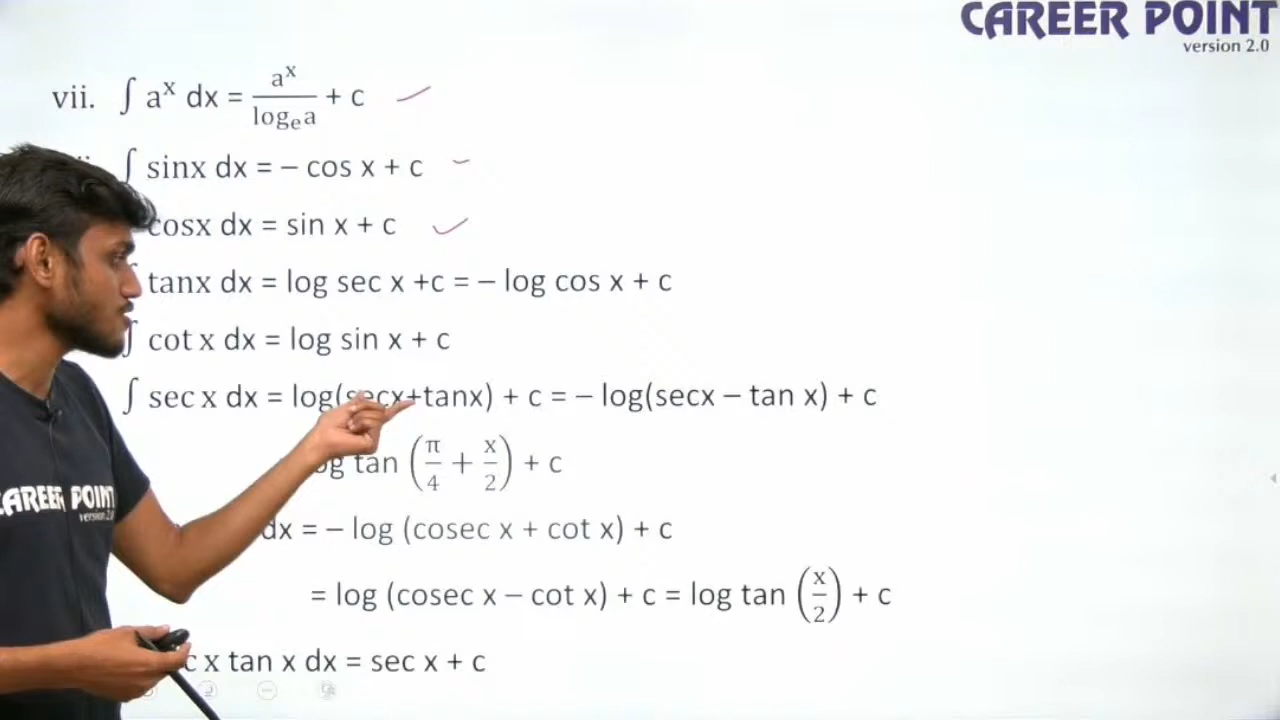 CAREER POINT
version 2.0
vii. ∫ aˣ dx = aˣ/logₑa + c
∫ sinx dx = – cos x + c
cosx dx = sin x + c
tanx dx = log sec x +c = – log cos x + c
∫ cot x dx = log sin x + c
∫ sec x dx = log(secx+tanx) + c = – log(secx – tan x) + c
tan (π/4 + x/2) + c
dx = – log (cosec x + cot x) + c
= log (cosec x – cot x) + c = log tan (x/2) + c
x tan x dx = sec x + c
CAREER POINT
version 2.0